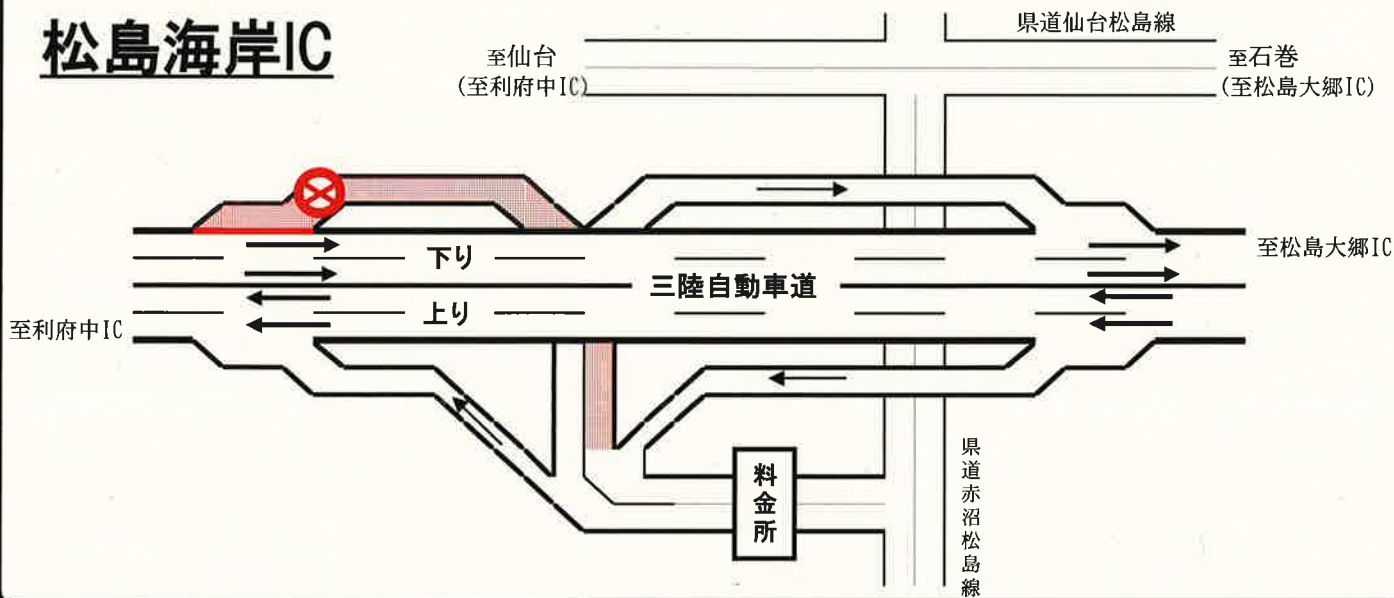 松島海岸IC
県道仙台松島線
至仙台
(至利府中IC)
至石巻
(至松島大郷IC)
下り
三陸自動車道
上り
至松島大郷IC
至利府中IC
料金所
県道赤沼松島線